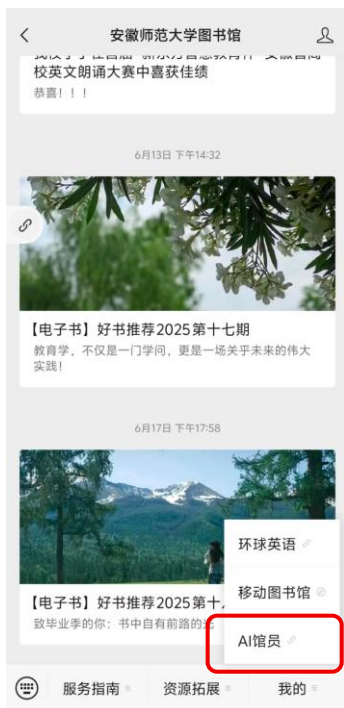 安徽师范大学图书馆
校英文朗诵大赛中喜获佳绩
恭喜！！！
6月13日 下午14:32
【电子书】好书推荐2025第十七期
教育学，不仅是一门学问，更是一场关乎未来的伟大
实践！
6月17日 下午17:58
环球英语
移动图书馆
【电子书】好书推荐2025第十
致毕业季的你：书中自有前路的光
AI馆员
服务指南
资源拓展
我的